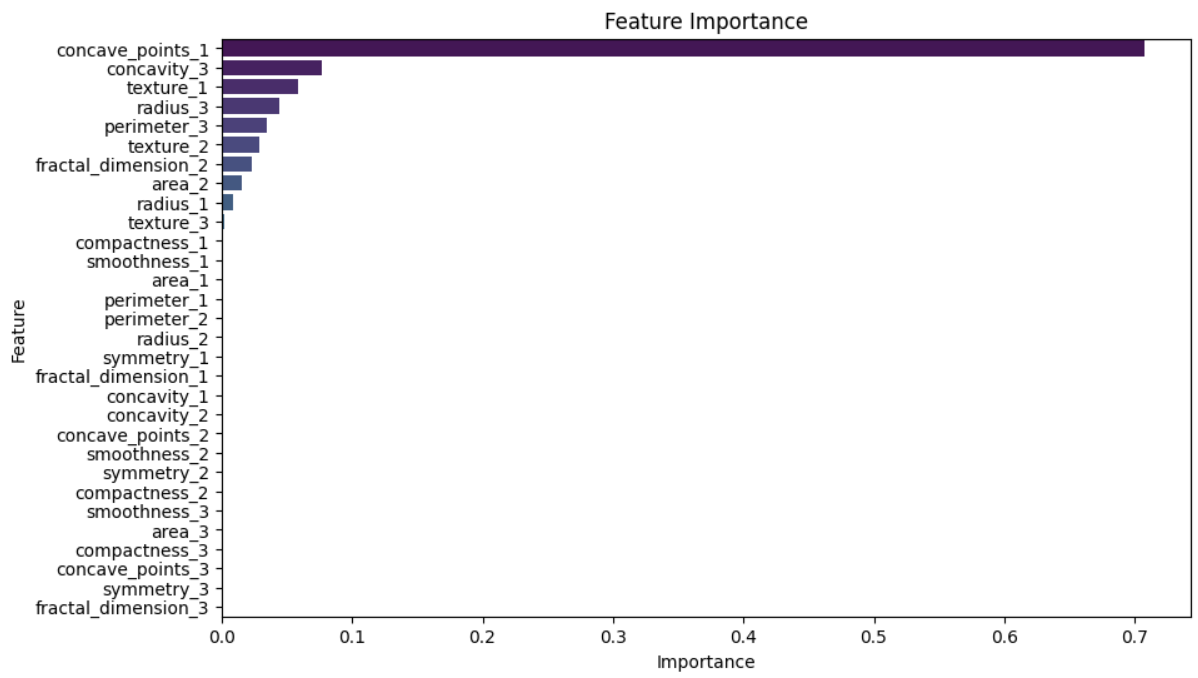 Feature Importance
concave_points_1
concavity_3
texture_1
radius_3
perimeter_3
texture_2
fractal_dimension_2
area_2
radius_1
texture_3
compactness_1
smoothness_1
area_1
perimeter_1
perimeter_2
radius_2
symmetry_1
fractal_dimension_1
concavity_1
concavity_2
concave_points_2
smoothness_2
symmetry_2
compactness_2
smoothness_3
area_3
compactness_3
concave_points_3
symmetry_3
fractal_dimension_3
Feature
0.0 0.1 0.2 0.3 0.4 0.5 0.6 0.7
Importance